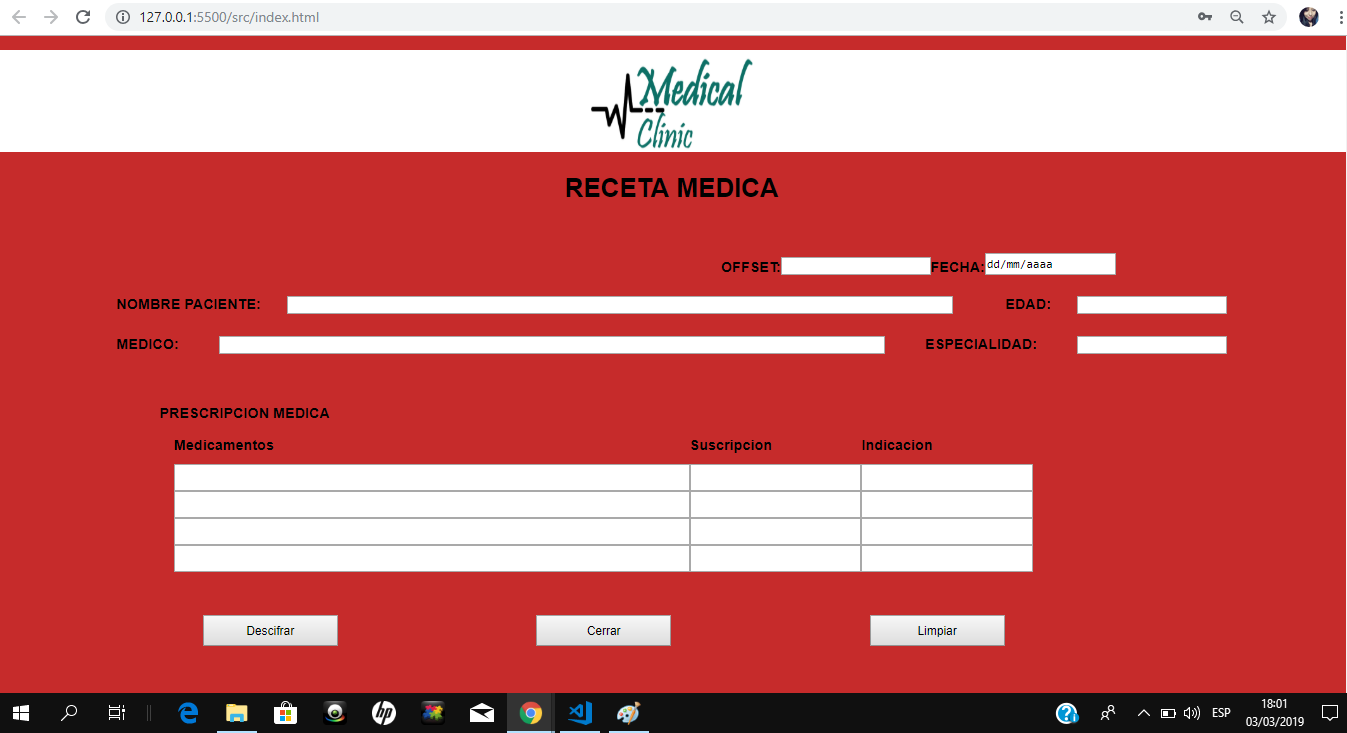 127.0.0.1:5500/src/index.html
Medical
Clinic
RECETA MEDICA
OFFSET: FECHA: dd/mm/aaaa
NOMBRE PACIENTE: EDAD:
MEDICO: ESPECIALIDAD:
PRESCRIPCION MEDICA
Medicamentos Suscripcion Indicacion
Descifrar Cerrar Limpiar
hp
ESP
18:01
03/03/2019